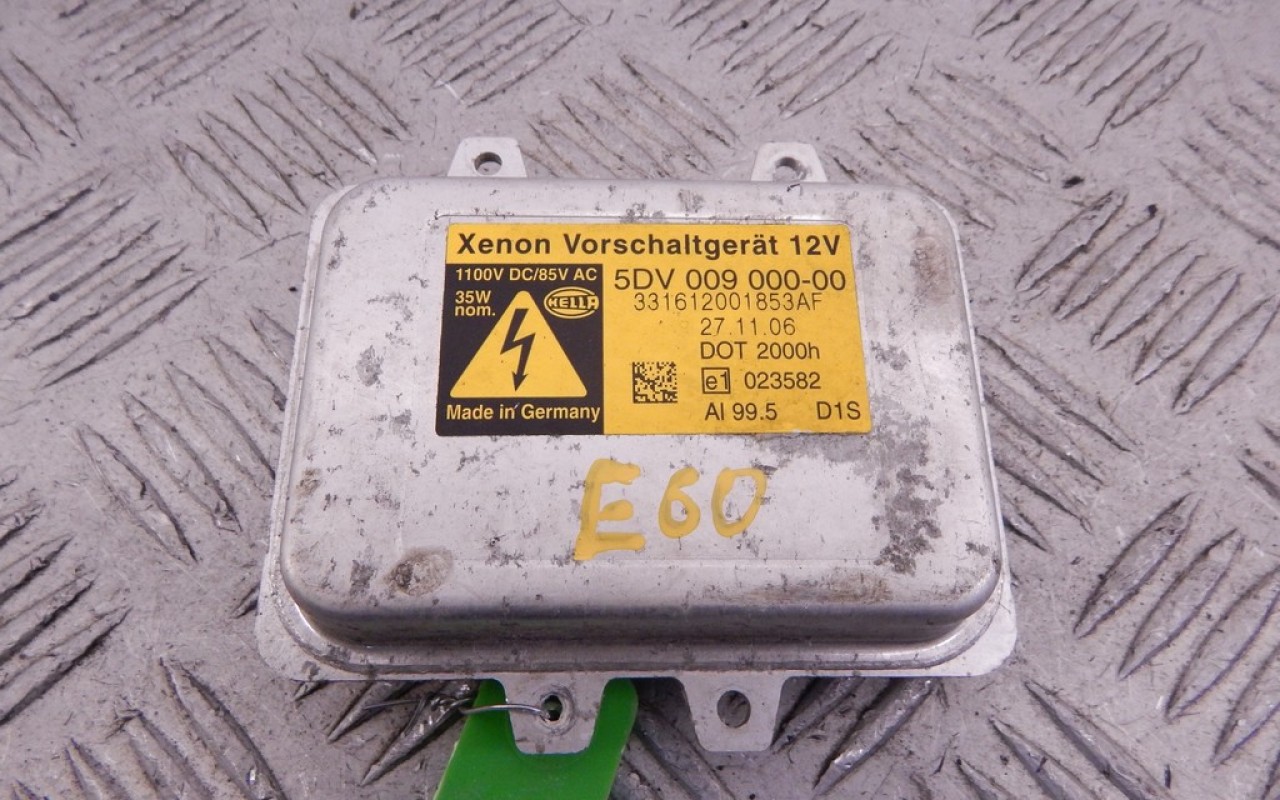 Xenon Vorschaltgerät 12V
1100V DC/85V AC
35W
nom.
HELLA
Made in Germany
5DV 009 000-00
331612001853AF
27.11.06
DOT 2000h
e1 023582
Al 99.5 D1S
E60